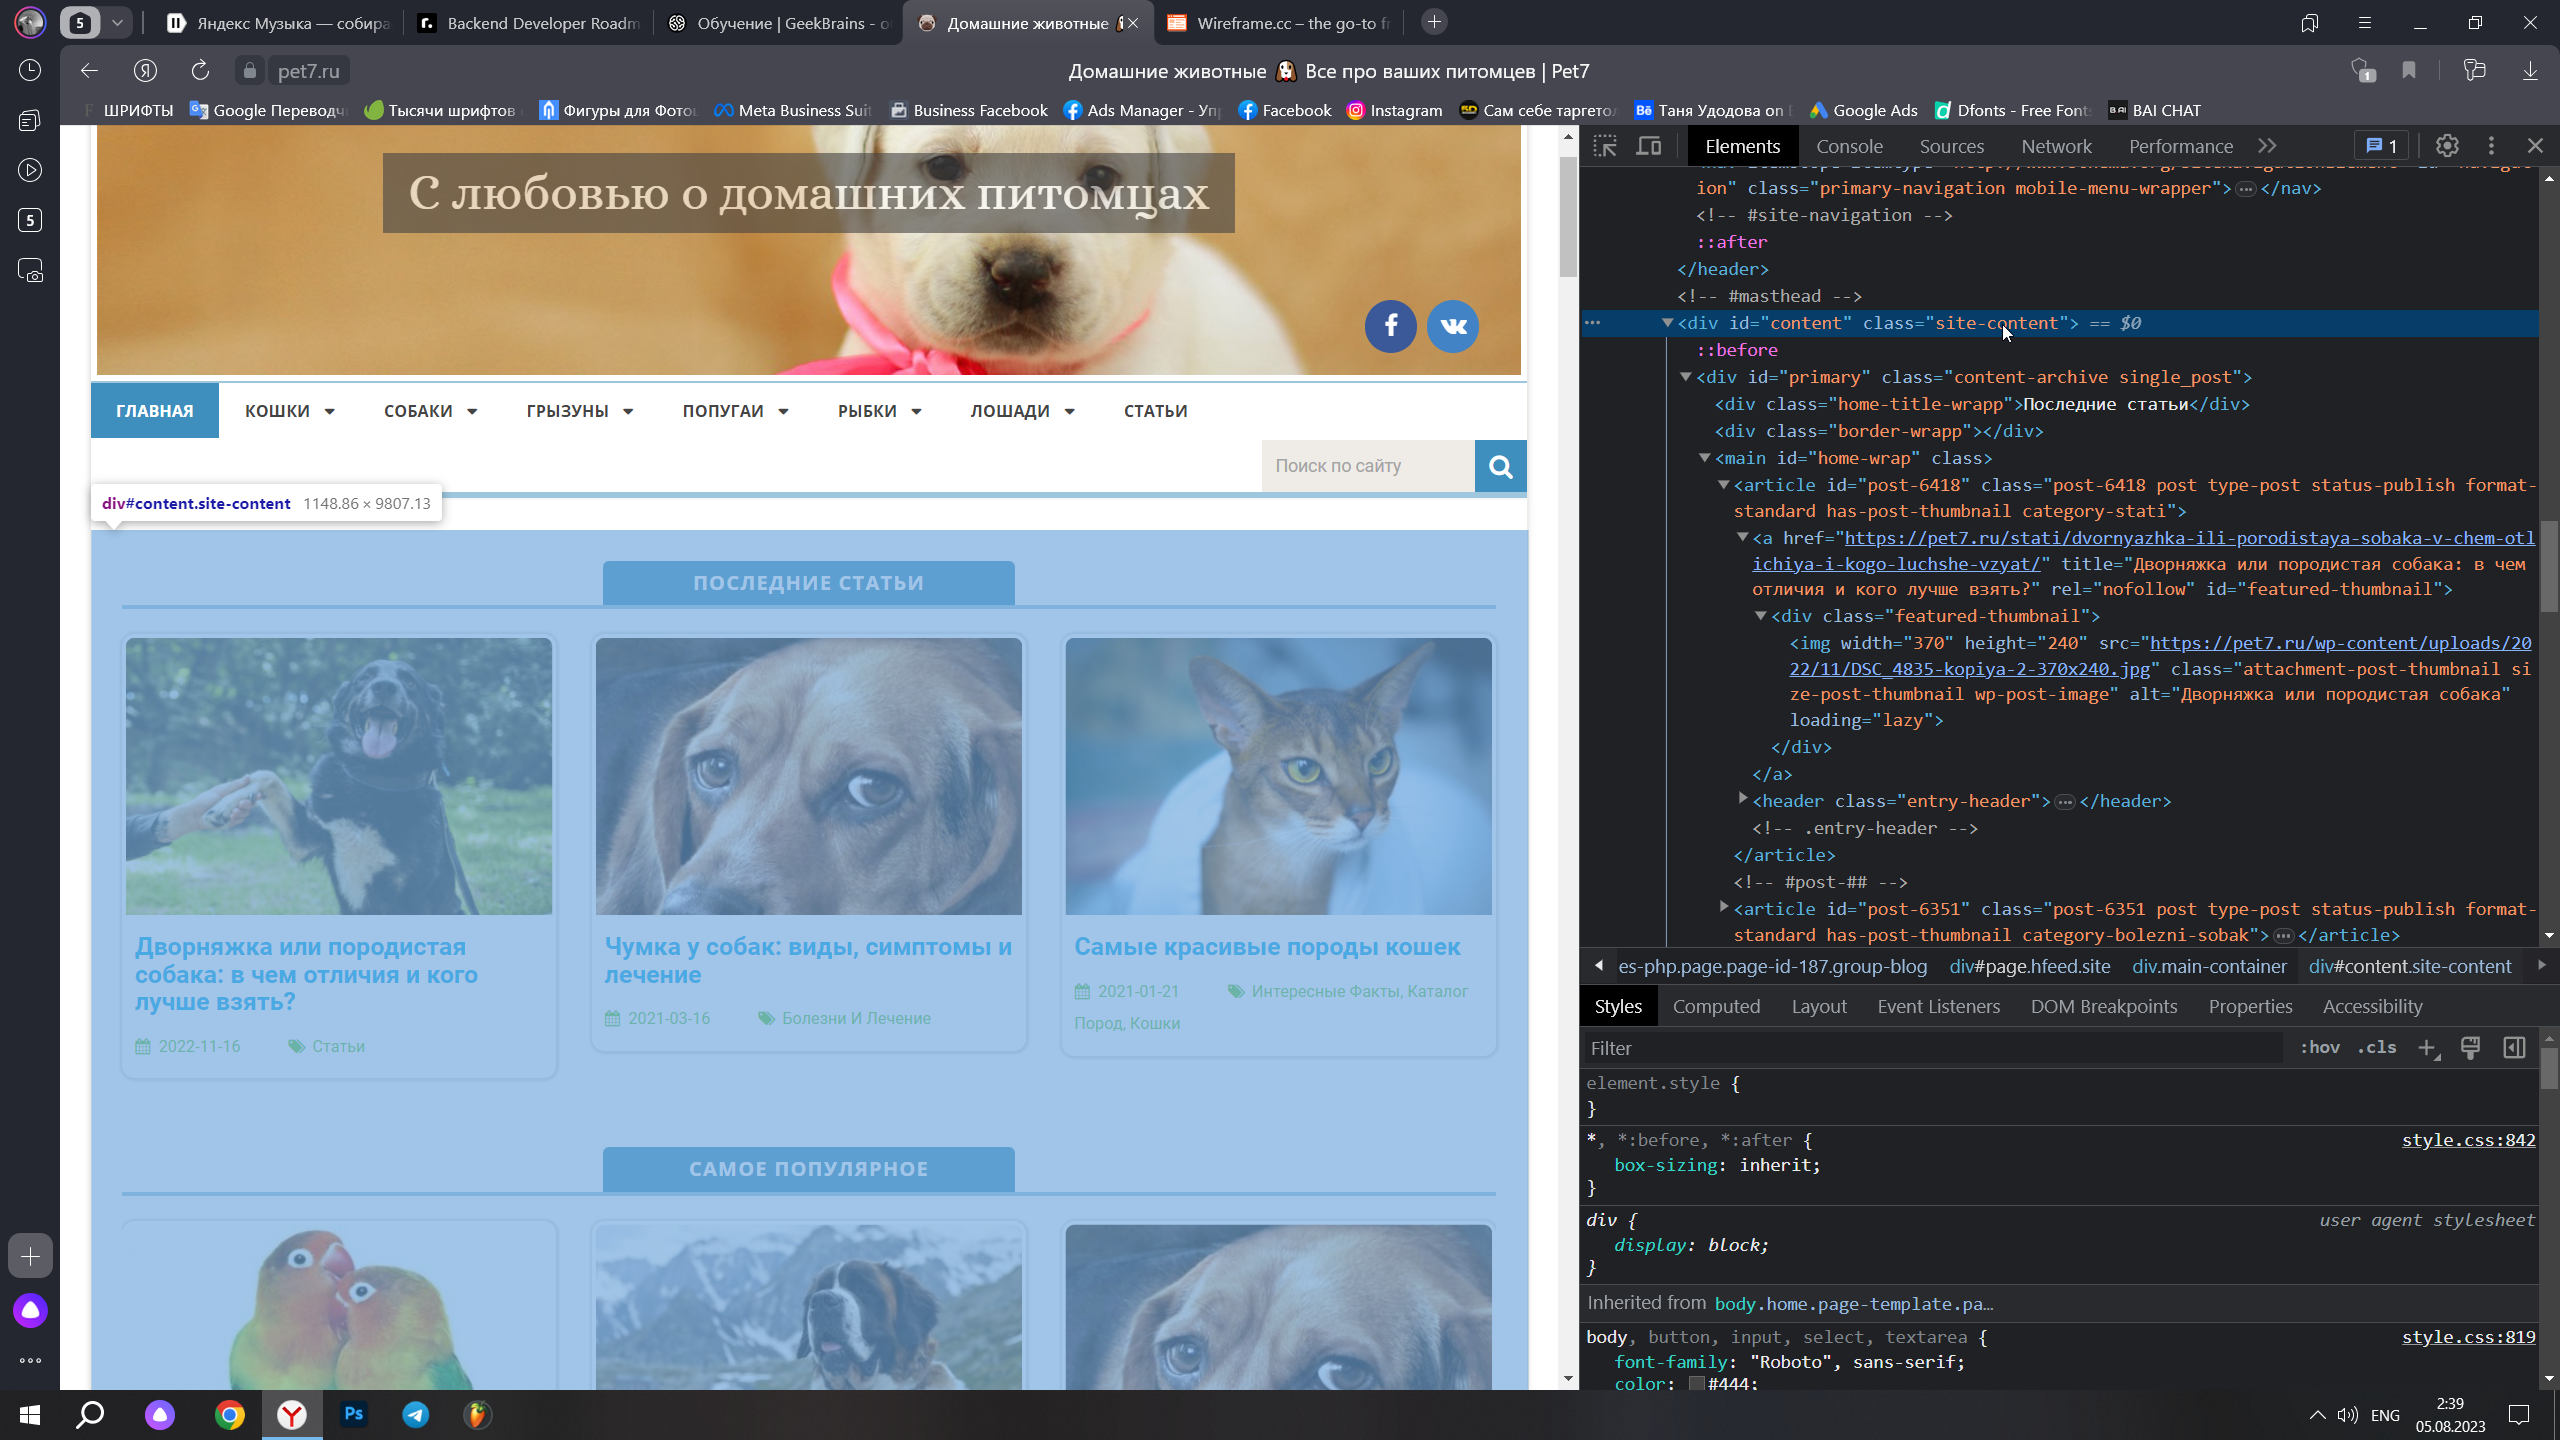 5
Яндекс Музыка — собира
Backend Developer Roadm
Обучение | GeekBrains - о
Домашние животные
Wireframe.cc – the go-to f
pet7.ru
Домашние животные 🐶 Все про ваших питомцев | Pet7
1
ШРИФТЫ
Google Переводч
Тысячи шрифтов
Фигуры для Фото
Meta Business Suit
Business Facebook
Ads Manager - Уп
Facebook
Instagram
Сам себе таргето
Таня Удодова on
Google Ads
Dfonts - Free Font
BAI CHAT
5
С любовью о домашних питомцах
ГЛАВНАЯ
КОШКИ
СОБАКИ
ГРЫЗУНЫ
ПОПУГАИ
РЫБКИ
ЛОШАДИ
СТАТЬИ
Поиск по сайту
div#content.site-content 1148.86 × 9807.13
ПОСЛЕДНИЕ СТАТЬИ
Дворняжка или породистая
собака: в чем отличия и кого
лучше взять?
2022-11-16 Статьи
Чумка у собак: виды, симптомы и
лечение
2021-03-16 Болезни И Лечение
Самые красивые породы кошек
2021-01-21 Интересные Факты, Каталог
Пород, Кошки
САМОЕ ПОПУЛЯРНОЕ
Elements
Console
Sources
Network
Performance
1
ion" class="primary-navigation mobile-menu-wrapper">…</nav>
<!-- #site-navigation -->
::after
</header>
<!-- #masthead -->
<div id="content" class="site-content"> == $0
::before
<div id="primary" class="content-archive single_post">
<div class="home-title-wrapp">Последние статьи</div>
<div class="border-wrapp"></div>
<main id="home-wrap" class>
<article id="post-6418" class="post-6418 post type-post status-publish format-
standard has-post-thumbnail category-stati">
<a href="https://pet7.ru/stati/dvornyazhka-ili-porodistaya-sobaka-v-chem-otl
ichiya-i-kogo-luchshe-vzyat/" title="Дворняжка или породистая собака: в чем
отличия и кого лучше взять?" rel="nofollow" id="featured-thumbnail">
<div class="featured-thumbnail">
<img width="370" height="240" src="https://pet7.ru/wp-content/uploads/20
22/11/DSC_4835-kopiya-2-370x240.jpg" class="attachment-post-thumbnail si
ze-post-thumbnail wp-post-image" alt="Дворняжка или породистая собака"
loading="lazy">
</div>
</a>
<header class="entry-header">…</header>
<!-- .entry-header -->
</article>
<!-- #post-## -->
<article id="post-6351" class="post-6351 post type-post status-publish format-
standard has-post-thumbnail category-bolezni-sobak">…</article>
es-php.page.page-id-187.group-blog div#page.hfeed.site div.main-container div#content.site-content
Styles
Computed
Layout
Event Listeners
DOM Breakpoints
Properties
Accessibility
Filter
:hov
.cls
element.style {
}
*, *:before, *:after {
style.css:842
box-sizing: inherit;
}
div {
user agent stylesheet
display: block;
}
Inherited from body.home.page-template.pa…
body, button, input, select, textarea {
style.css:819
font-family: "Roboto", sans-serif;
color: #444;
Ps
ENG
2:39
05.08.2023